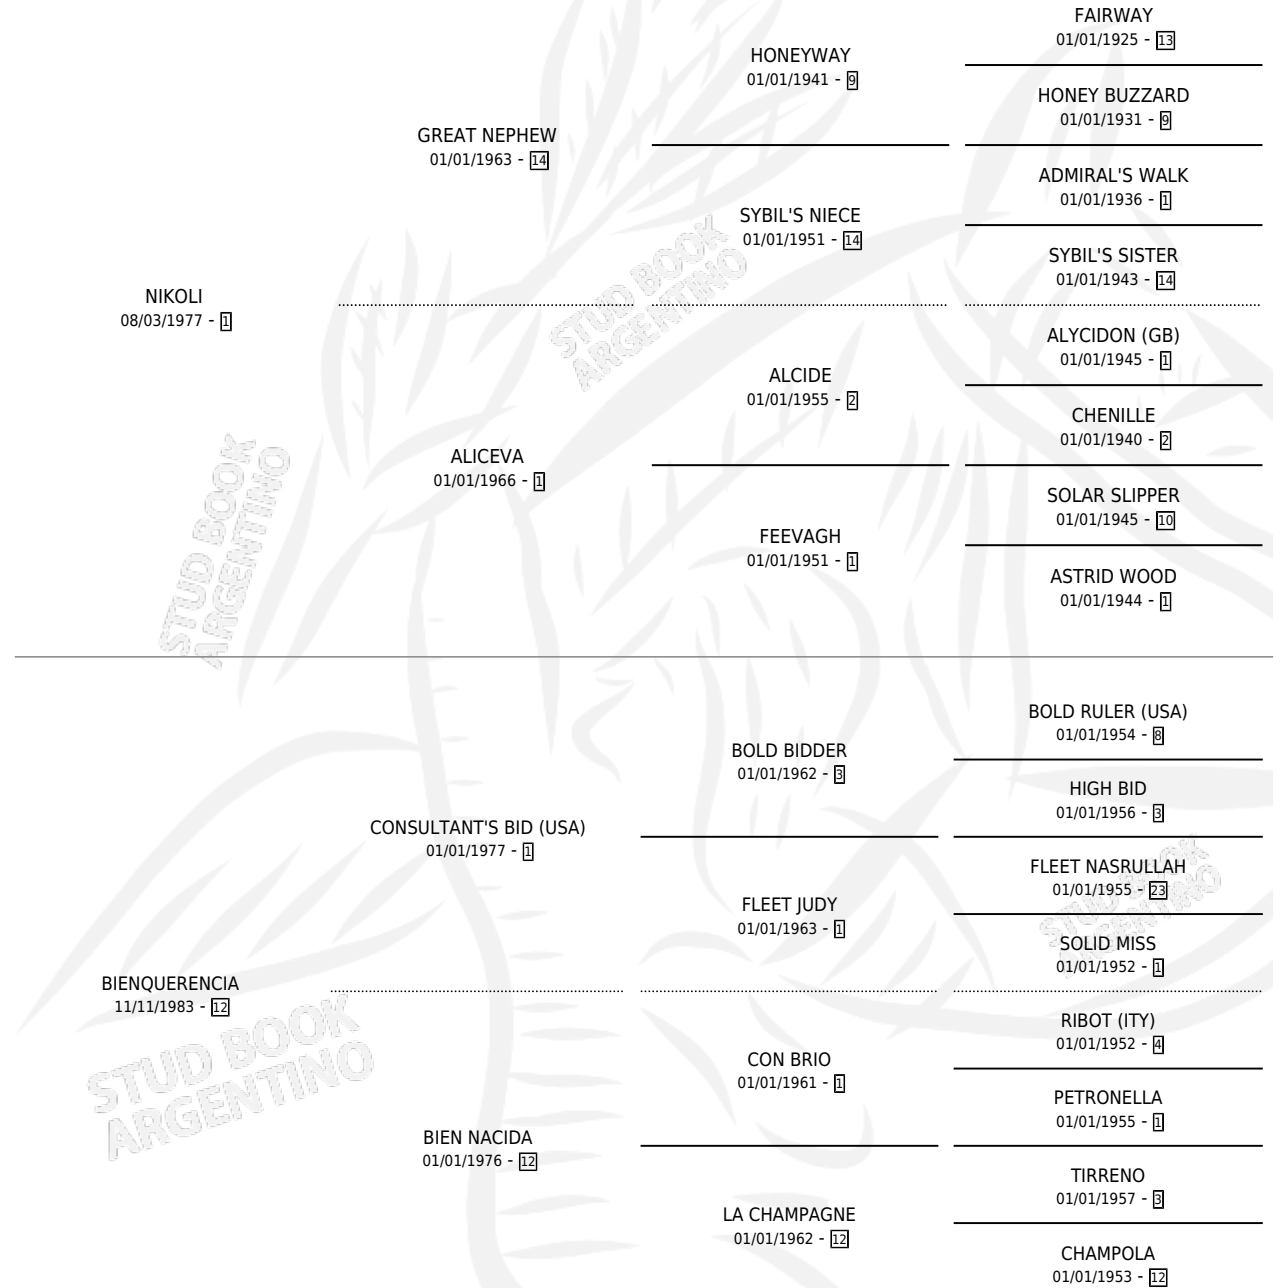 FAIRWAY
01/01/1925 - 13
HONEYWAY
01/01/1941 - 9
HONEY BUZZARD
01/01/1931 - 9
GREAT NEPHEW
01/01/1963 - 14
ADMIRAL'S WALK
01/01/1936 - 1
SYBIL'S NIECE
01/01/1951 - 14
SYBIL'S SISTER
01/01/1943 - 14
NIKOLI
08/03/1977 - 1
ALYCIDON (GB)
01/01/1945 - 1
ALCIDE
01/01/1955 - 2
CHENILLE
01/01/1940 - 2
ALICEVA
01/01/1966 - 1
SOLAR SLIPPER
01/01/1945 - 10
FEEVAGH
01/01/1951 - 1
ASTRID WOOD
01/01/1944 - 1
STUD BOOK
ARGENTINO
STUD BOOK
ARGENTINO
BOLD RULER (USA)
01/01/1954 - 8
BOLD BIDDER
01/01/1962 - 3
HIGH BID
01/01/1956 - 3
CONSULTANT'S BID (USA)
01/01/1977 - 1
FLEET NASRULLAH
01/01/1955 - 23
FLEET JUDY
01/01/1963 - 1
SOLID MISS
01/01/1952 - 1
STUD BOOK
ARGENTINO
BIENQUERENCIA
11/11/1983 - 12
RIBOT (ITY)
01/01/1952 - 4
CON BRIO
01/01/1961 - 1
PETRONELLA
01/01/1955 - 1
BIEN NACIDA
01/01/1976 - 12
TIRRENO
01/01/1957 - 3
LA CHAMPAGNE
01/01/1962 - 12
CHAMPOLA
01/01/1953 - 12
STUD BOOK
ARGENTINO